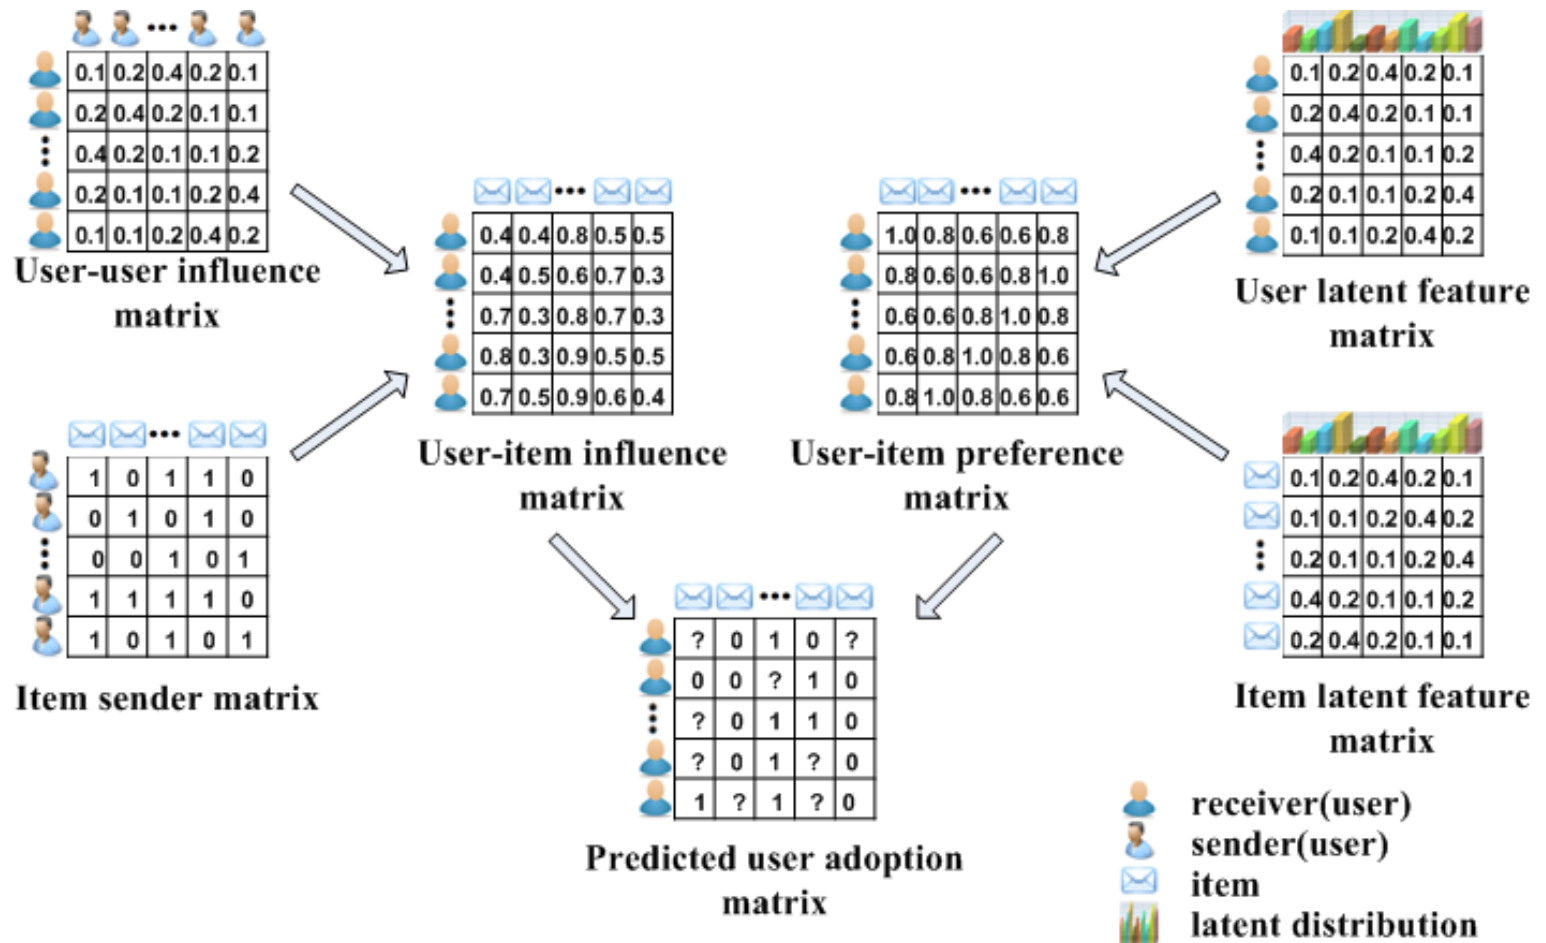 0.1 0.2 0.4 0.2 0.1
0.2 0.4 0.2 0.1 0.1
0.4 0.2 0.1 0.1 0.2
0.2 0.1 0.1 0.2 0.4
0.1 0.1 0.2 0.4 0.2
User-user influence
matrix
1 0 1 1 0
0 1 0 1 0
0 0 1 0 1
1 1 1 1 0
1 0 1 0 1
Item sender matrix
0.4 0.4 0.8 0.5 0.5
0.4 0.5 0.6 0.7 0.3
0.7 0.3 0.8 0.7 0.3
0.8 0.3 0.9 0.5 0.5
0.7 0.5 0.9 0.6 0.4
User-item influence
matrix
1.0 0.8 0.6 0.6 0.8
0.8 0.6 0.6 0.8 1.0
0.6 0.6 0.8 1.0 0.8
0.6 0.8 1.0 0.8 0.6
0.8 1.0 0.8 0.6 0.6
User-item preference
matrix
0.1 0.2 0.4 0.2 0.1
0.2 0.4 0.2 0.1 0.1
0.4 0.2 0.1 0.1 0.2
0.2 0.1 0.1 0.2 0.4
0.1 0.1 0.2 0.4 0.2
User latent feature
matrix
0.1 0.2 0.4 0.2 0.1
0.1 0.1 0.2 0.4 0.2
0.2 0.1 0.1 0.2 0.4
0.4 0.2 0.1 0.1 0.2
0.2 0.4 0.2 0.1 0.1
Item latent feature
matrix
? 0 1 0 ?
0 0 ? 1 0
? 0 1 1 0
? 0 1 ? 0
1 ? 1 ? 0
Predicted user adoption
matrix
receiver(user)
sender(user)
item
latent distribution